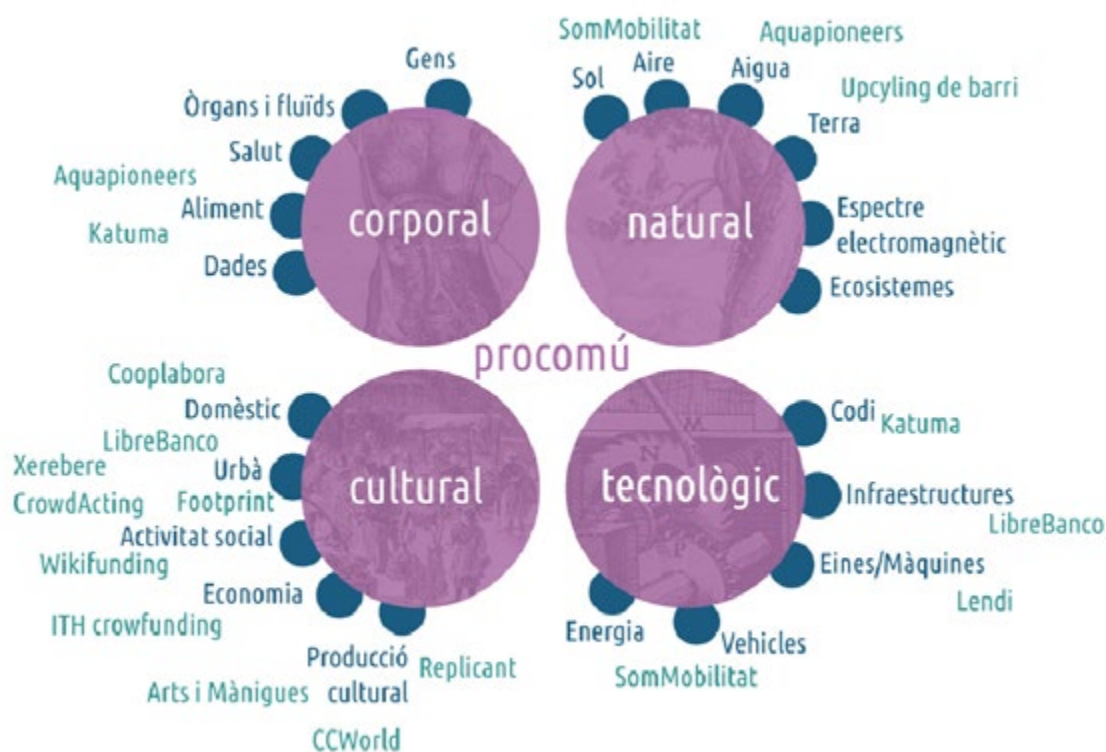 Gens
Òrgans i fluïds
Salut
Aquapioneers
Aliment
Katuma
Dades
corporal
SomMobilitat
Aquapioneers
Sol
Aire
Aigua
Upcyling de barri
Terra
Espectre
electromagnètic
Ecosistemes
natural
procomú
Cooplabora
Domèstic
LibreBanco
Xerebere
Urbà
CrowdActing
Footprint
Activitat social
Wikifunding
Economia
ITH crowfunding
Producció
cultural
Replicant
Arts i Mànigues
CCWorld
cultural
tecnològic
Codi
Katuma
Infraestructures
LibreBanco
Eines/Màquines
Lendi
Energia
Vehicles
SomMobilitat
M
N
P